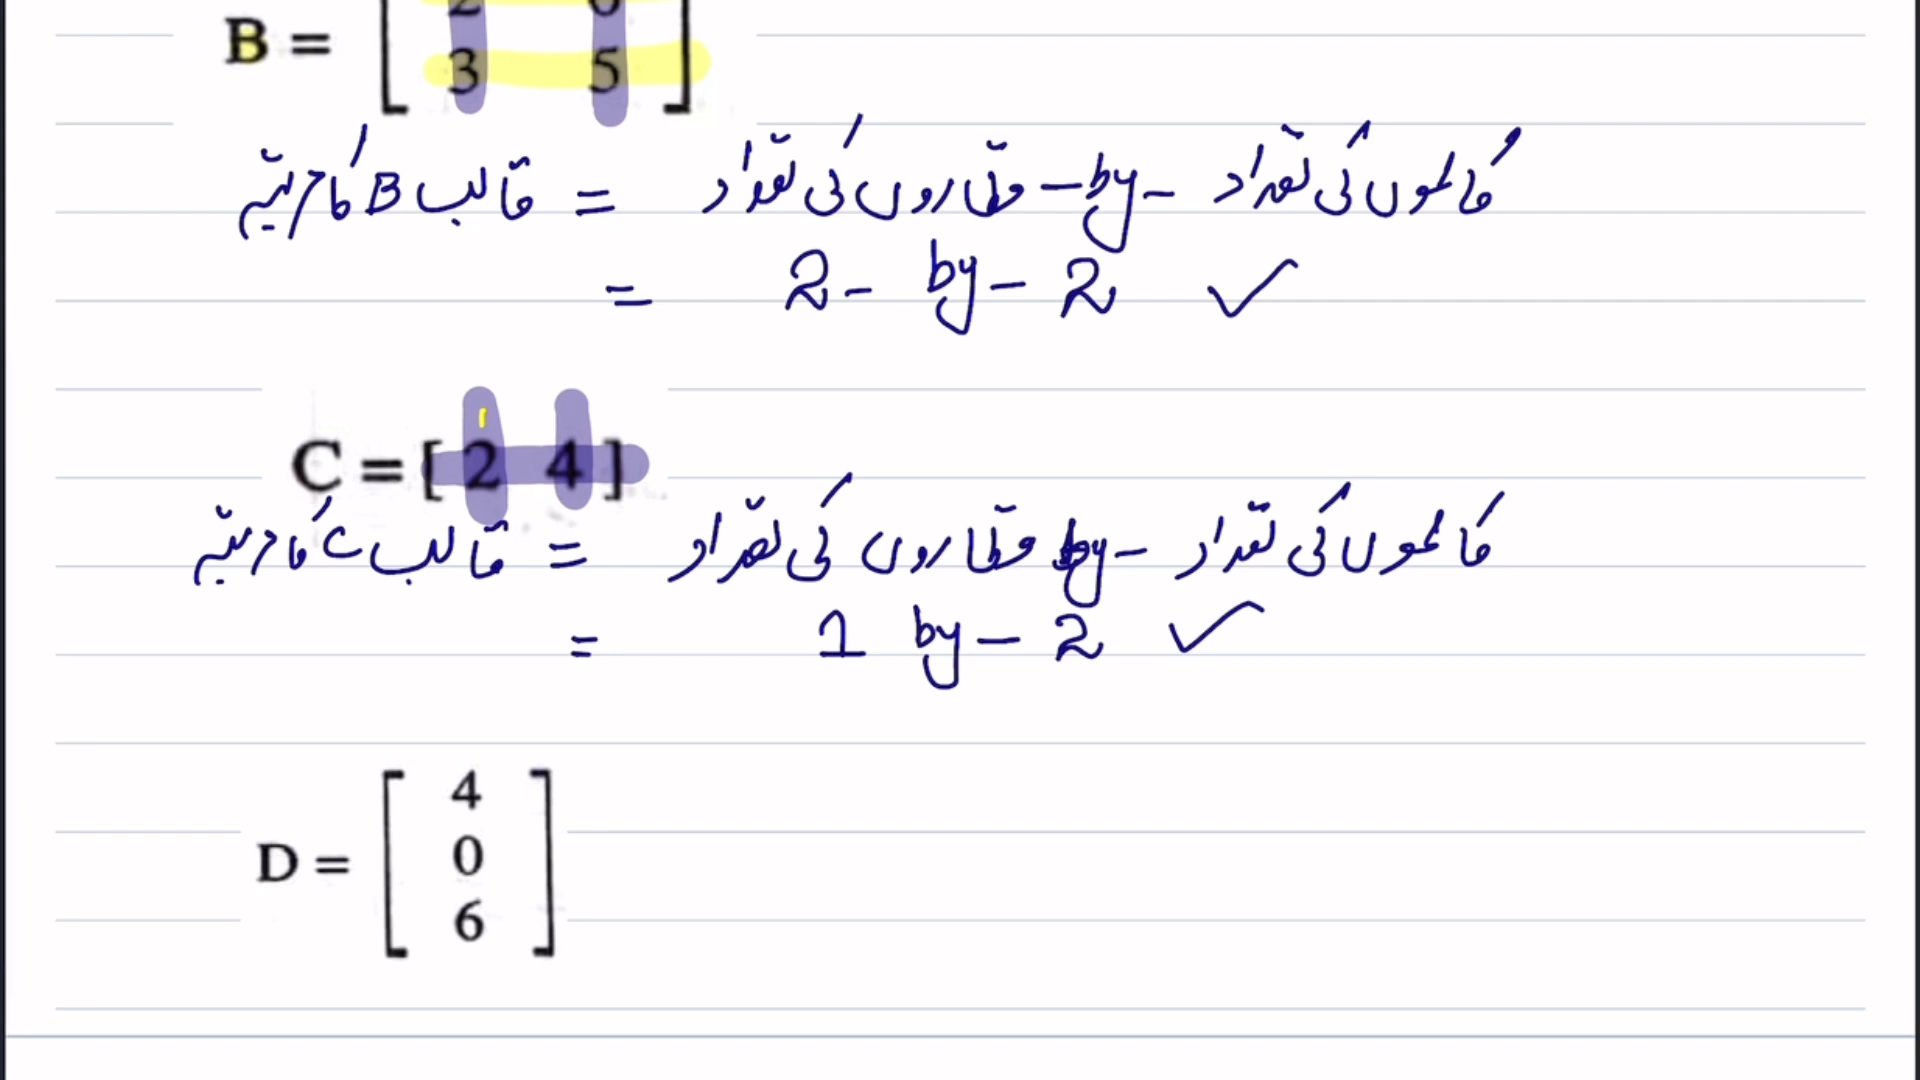 B = [ 3 5 ]
قالب B کا مرتبہ = قطاروں کی تعداد -by- کالموں کی تعداد
= 2 - by - 2 ✓
C = [ 2 4 ]
قالب C کا مرتبہ = قطاروں کی تعداد by- کالموں کی تعداد
= 1 by - 2 ✓
D = [ 4
0
6 ]